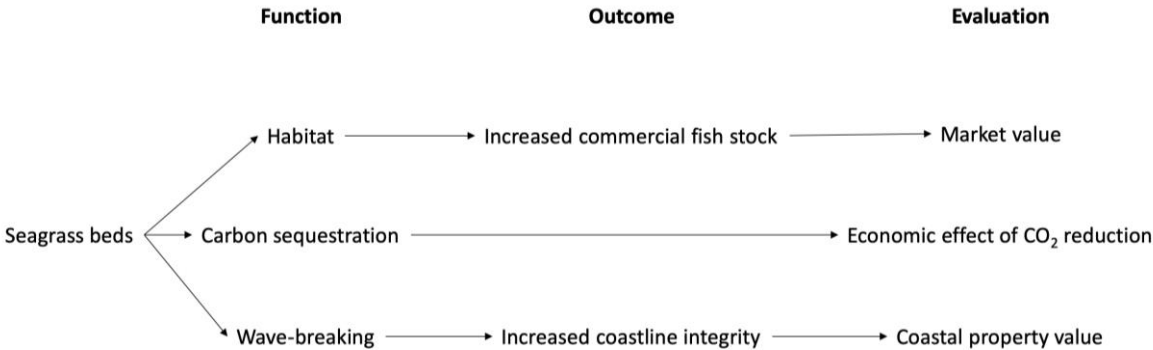 Function Outcome Evaluation
Habitat Increased commercial fish stock Market value
Seagrass beds Carbon sequestration Economic effect of CO₂ reduction
Wave-breaking Increased coastline integrity Coastal property value